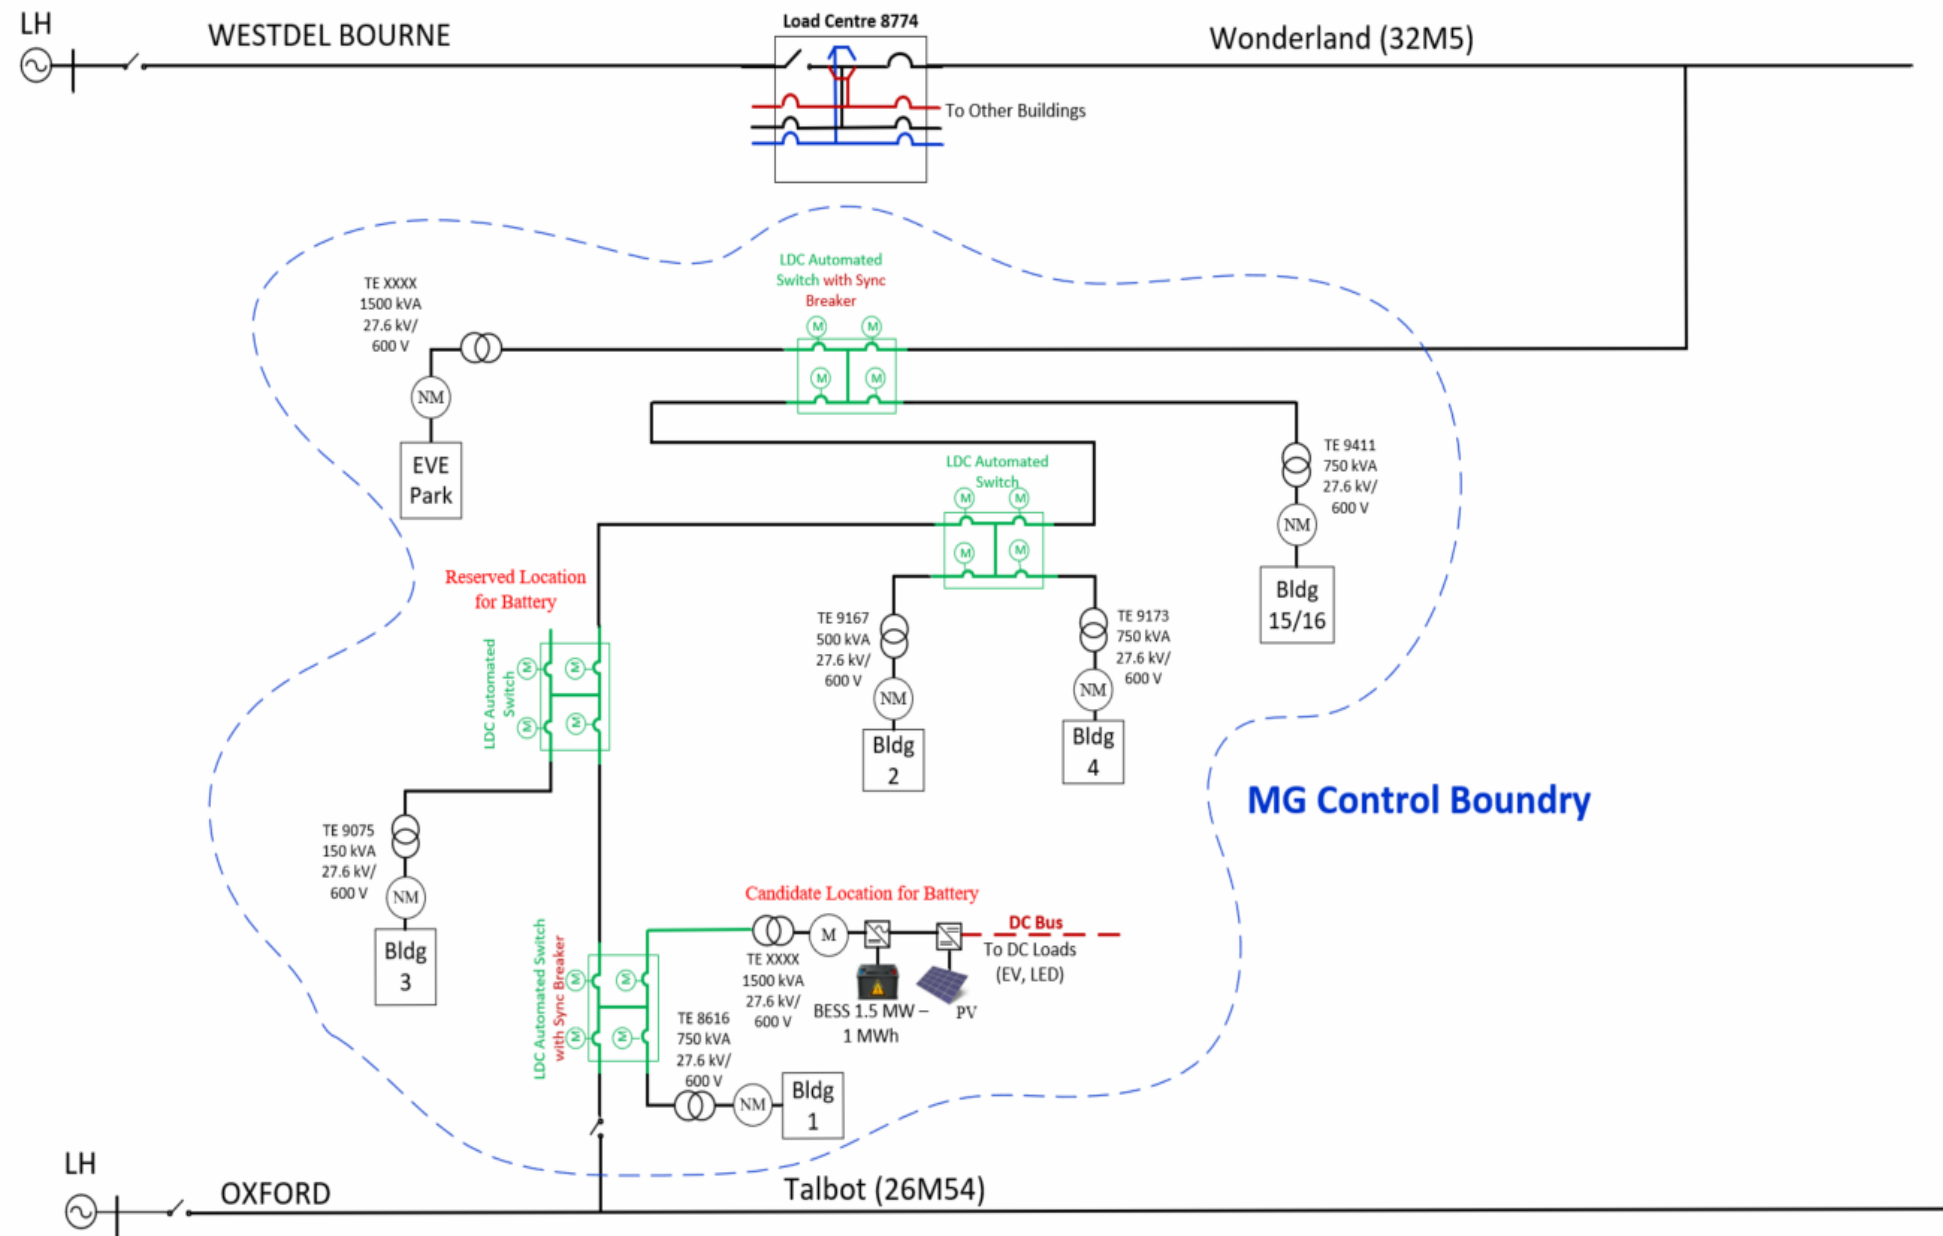 LH
WESTDEL BOURNE
Load Centre 8774
Wonderland (32M5)
To Other Buildings
LDC Automated
Switch with Sync
Breaker
M
M
M
M
TE XXXX
1500 kVA
27.6 kV/
600 V
NM
EVE
Park
TE 9411
750 kVA
27.6 kV/
600 V
NM
Bldg
15/16
LDC Automated
Switch
M
M
M
M
TE 9167
500 kVA
27.6 kV/
600 V
NM
Bldg
2
TE 9173
750 kVA
27.6 kV/
600 V
NM
Bldg
4
Reserved Location
for Battery
LDC Automated
Switch
M
M
M
M
TE 9075
150 kVA
27.6 kV/
600 V
NM
Bldg
3
MG Control Boundry
Candidate Location for Battery
LDC Automated Switch
with Sync Breaker
M
M
M
M
TE XXXX
1500 kVA
27.6 kV/
600 V
M
BESS 1.5 MW –
1 MWh
PV
DC Bus
To DC Loads
(EV, LED)
TE 8616
750 kVA
27.6 kV/
600 V
NM
Bldg
1
LH
OXFORD
Talbot (26M54)